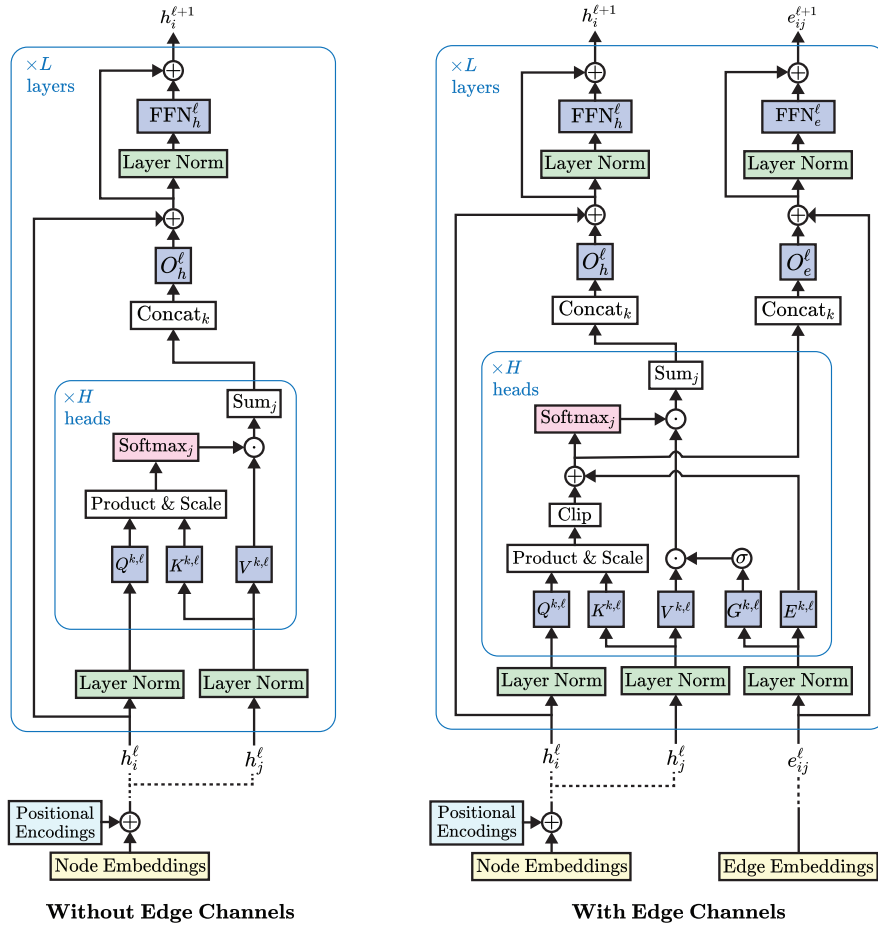 h_i^{ℓ+1}
×L
layers
+
FFN_h^ℓ
Layer Norm
+
O_h^ℓ
Concat_k
×H
heads
Sum_j
Softmax_j
·
Product & Scale
Q^{k,ℓ} K^{k,ℓ} V^{k,ℓ}
Layer Norm Layer Norm
h_i^ℓ h_j^ℓ
Positional
Encodings
+
Node Embeddings
Without Edge Channels
h_i^{ℓ+1} e_{ij}^{ℓ+1}
×L
layers
+ +
FFN_h^ℓ FFN_e^ℓ
Layer Norm Layer Norm
+ +
O_h^ℓ O_e^ℓ
Concat_k Concat_k
×H
heads
Sum_j
Softmax_j
·
+
Clip
Product & Scale
· σ
Q^{k,ℓ} K^{k,ℓ} V^{k,ℓ} G^{k,ℓ} E^{k,ℓ}
Layer Norm Layer Norm Layer Norm
h_i^ℓ h_j^ℓ e_{ij}^ℓ
Positional
Encodings
+
Node Embeddings Edge Embeddings
With Edge Channels